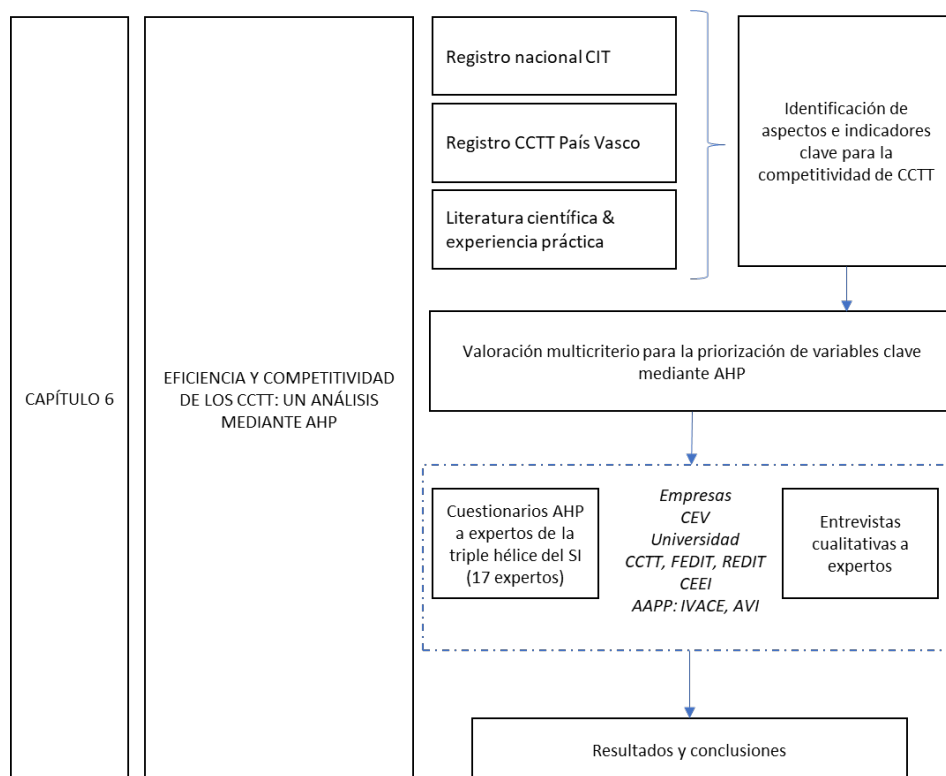 CAPÍTULO 6
EFICIENCIA Y COMPETITIVIDAD
DE LOS CCTT: UN ANÁLISIS
MEDIANTE AHP
Registro nacional CIT
Registro CCTT País Vasco
Literatura científica &
experiencia práctica
Identificación de
aspectos e indicadores
clave para la
competitividad de CCTT
Valoración multicriterio para la priorización de variables clave
mediante AHP
Cuestionarios AHP
a expertos de la
triple hélice del SI
(17 expertos)
Empresas
CEV
Universidad
CCTT, FEDIT, REDIT
CEEI
AAPP: IVACE, AVI
Entrevistas
cualitativas a
expertos
Resultados y conclusiones